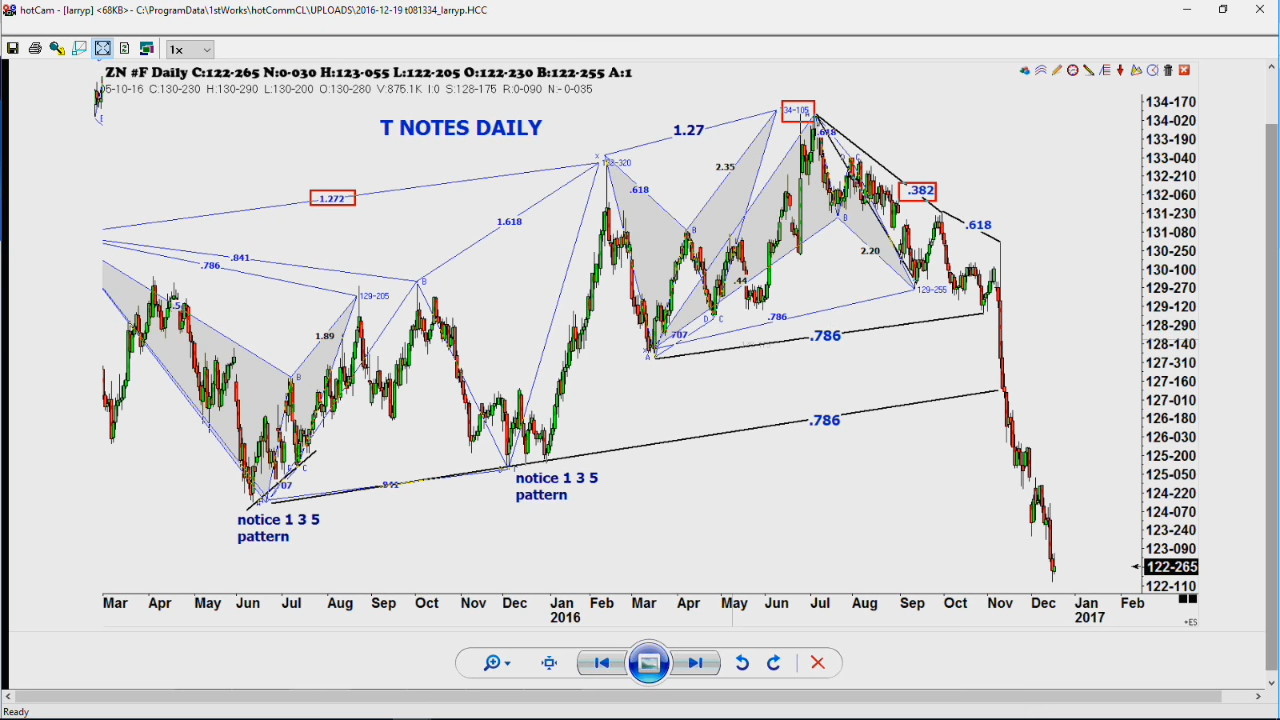 hotCam - [larryp] <68KB> - C:\ProgramData\1stWorks\hotCommCL\UPLOADS\2016-12-19 t081334_larryp.HCC
1x
ZN #F Daily C:122-265 N:0-030 H:123-055 L:122-205 O:122-230 B:122-255 A:1
05-10-16 C:130-230 H:130-290 L:130-200 O:130-280 V:875.1K I:0 S:128-175 R:0-090 N:-0-035
T NOTES DAILY
1.27
34-105
A
.618
134-170
134-020
133-190
133-040
132-210
132-060
131-230
131-080
130-250
130-100
129-270
129-120
128-290
128-140
127-310
127-160
127-010
126-180
126-030
125-200
125-050
124-220
124-070
123-240
123-090
122-265
122-110
X
2.35
C
.618
.382
1.272
1.618
B
B
.618
2.20
.841
.786
B
.44
129-255
129-205
D C
.786
.707
.786
X
A
1.89
B
.786
C
notice 1 3 5
pattern
notice 1 3 5
pattern
Mar Apr May Jun Jul Aug Sep Oct Nov Dec Jan Feb Mar Apr May Jun Jul Aug Sep Oct Nov Dec Jan Feb
2016 2017
+ES
Ready